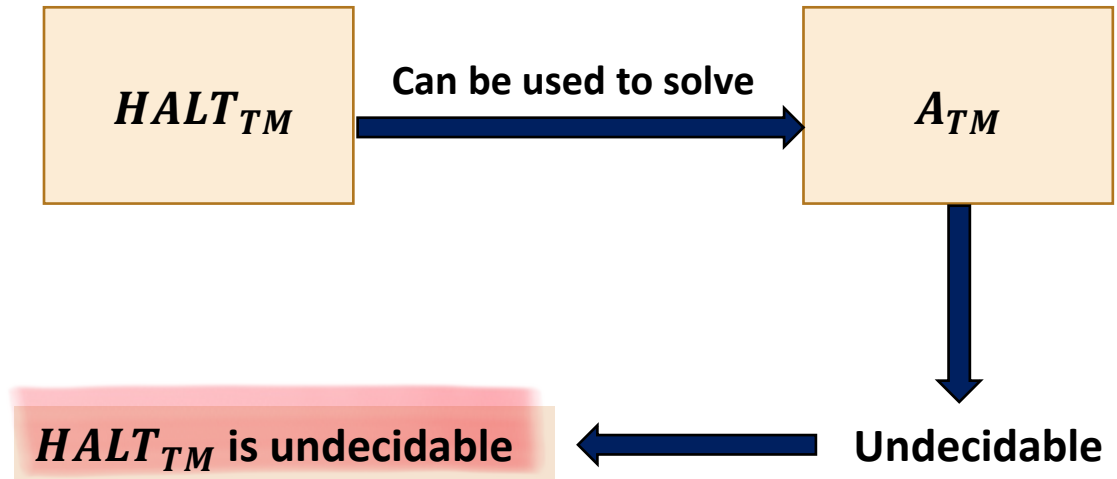 Can be used to solve
HALT_TM
A_TM
HALT_TM is undecidable
Undecidable